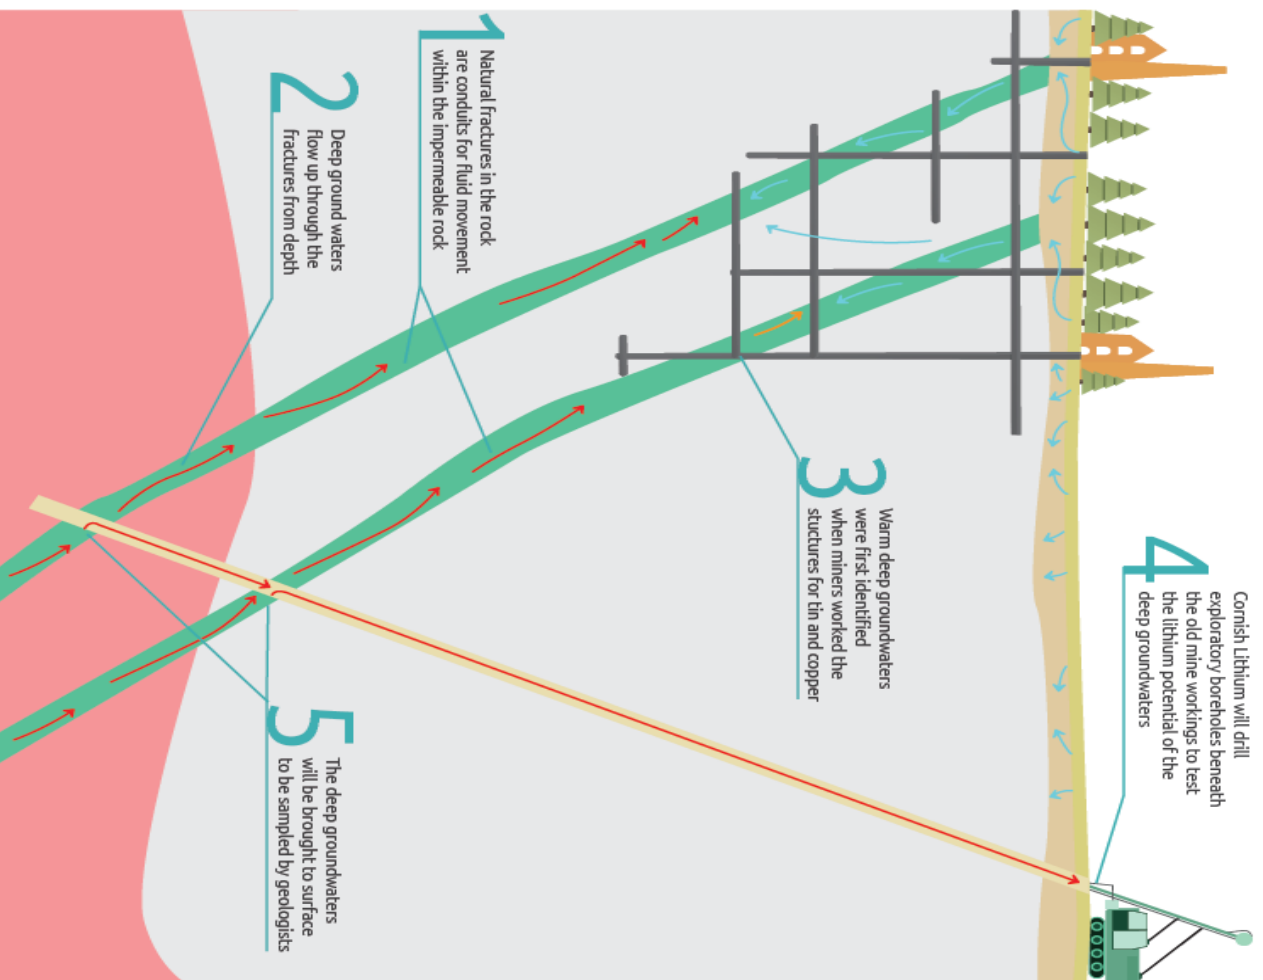 1
Natural fractures in the rock
are conduits for fluid movement
within the impermeable rock
2
Deep ground waters
flow up through the
fractures from depth
3
Warm deep groundwaters
were first identified
when miners worked the
stuctures for tin and copper
4
Cornish Lithium will drill
exploratory boreholes beneath
the old mine workings to test
the lithium potential of the
deep groundwaters
5
The deep groundwaters
will be brought to surface
to be sampled by geologists